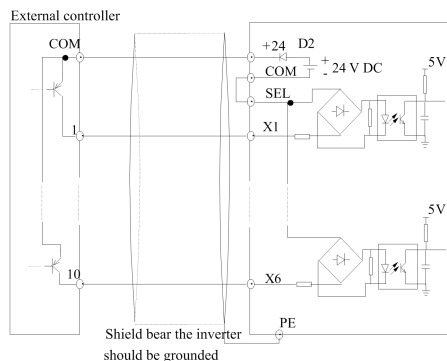 External controller
COM
+24
D2
+
-
24 V DC
COM
SEL
5V
1
X1
5V
10
X6
PE
Shield bear the inverter
should be grounded